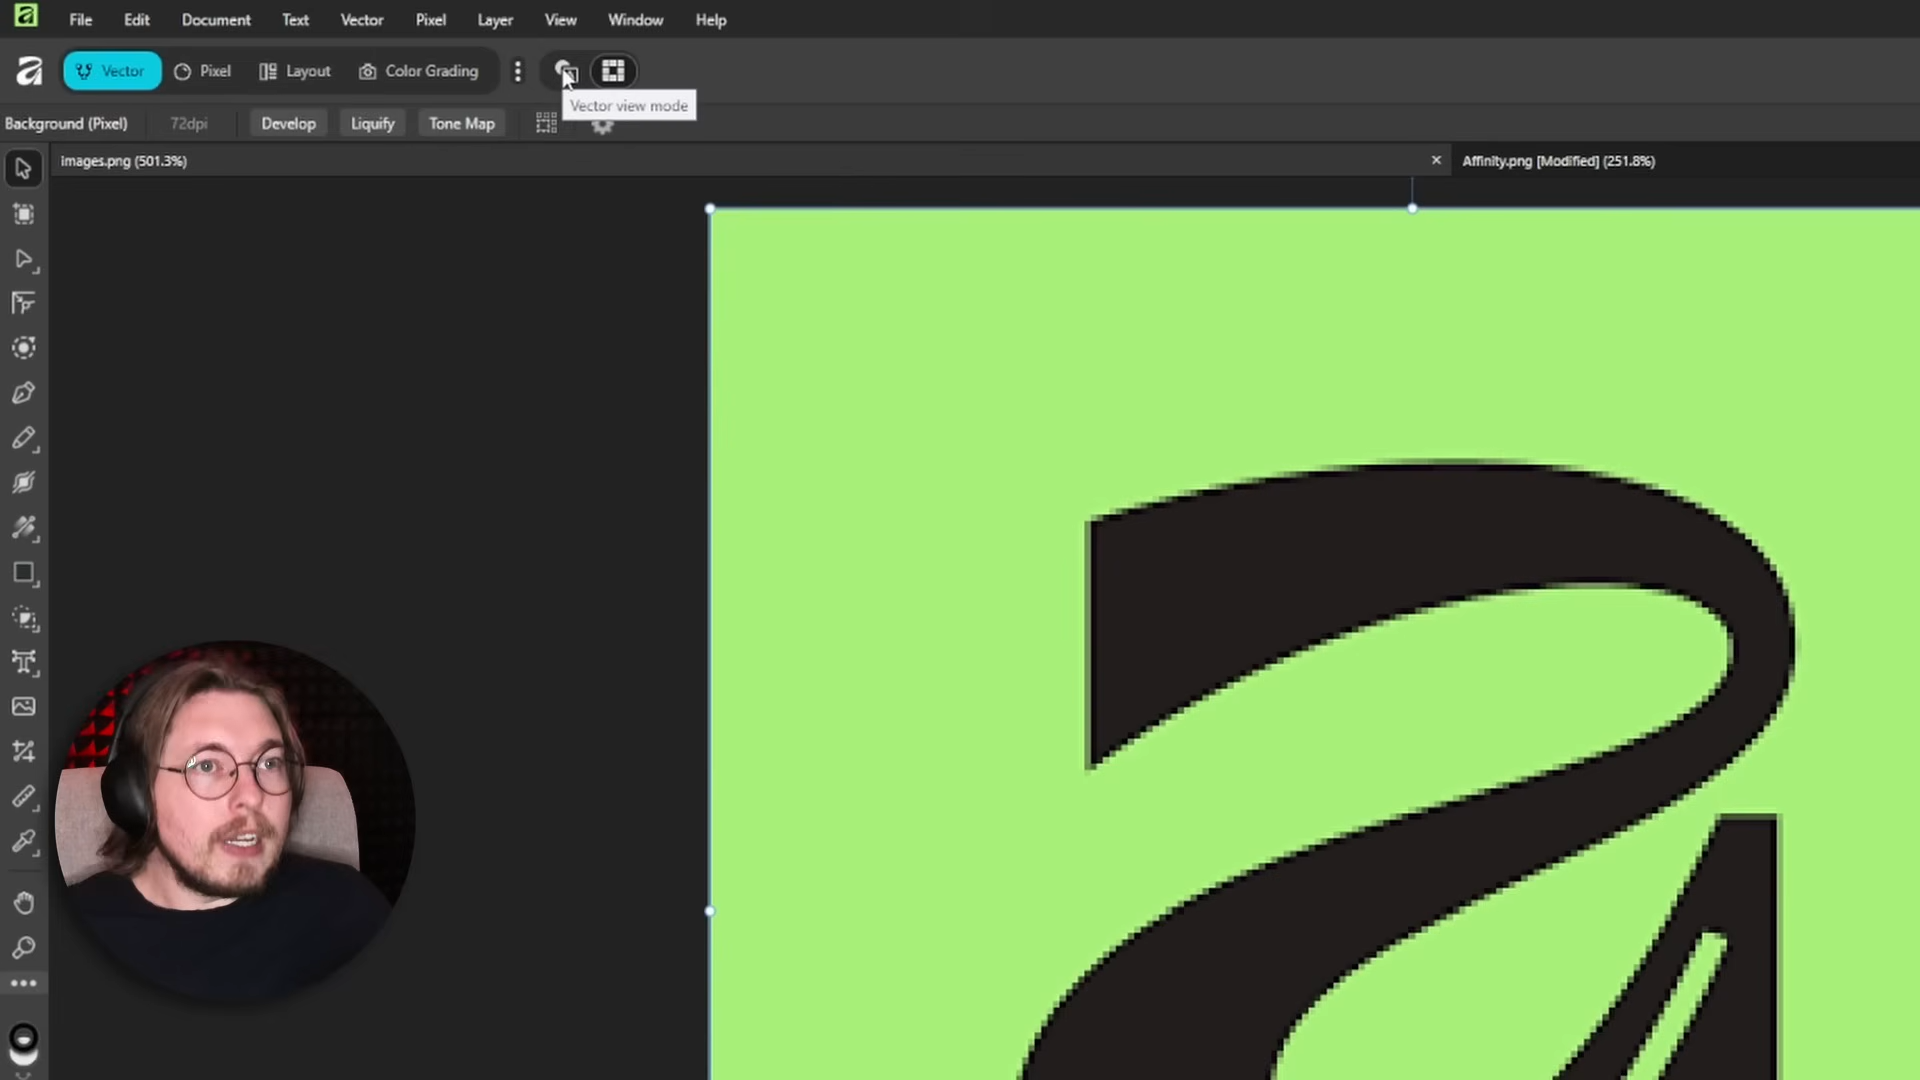 File Edit Document Text Vector Pixel Layer View Window Help
Vector Pixel Layout Color Grading
Vector view mode
Background (Pixel) 72dpi Develop Liquify Tone Map
images.png (501.3%) Affinity.png [Modified] (251.8%)